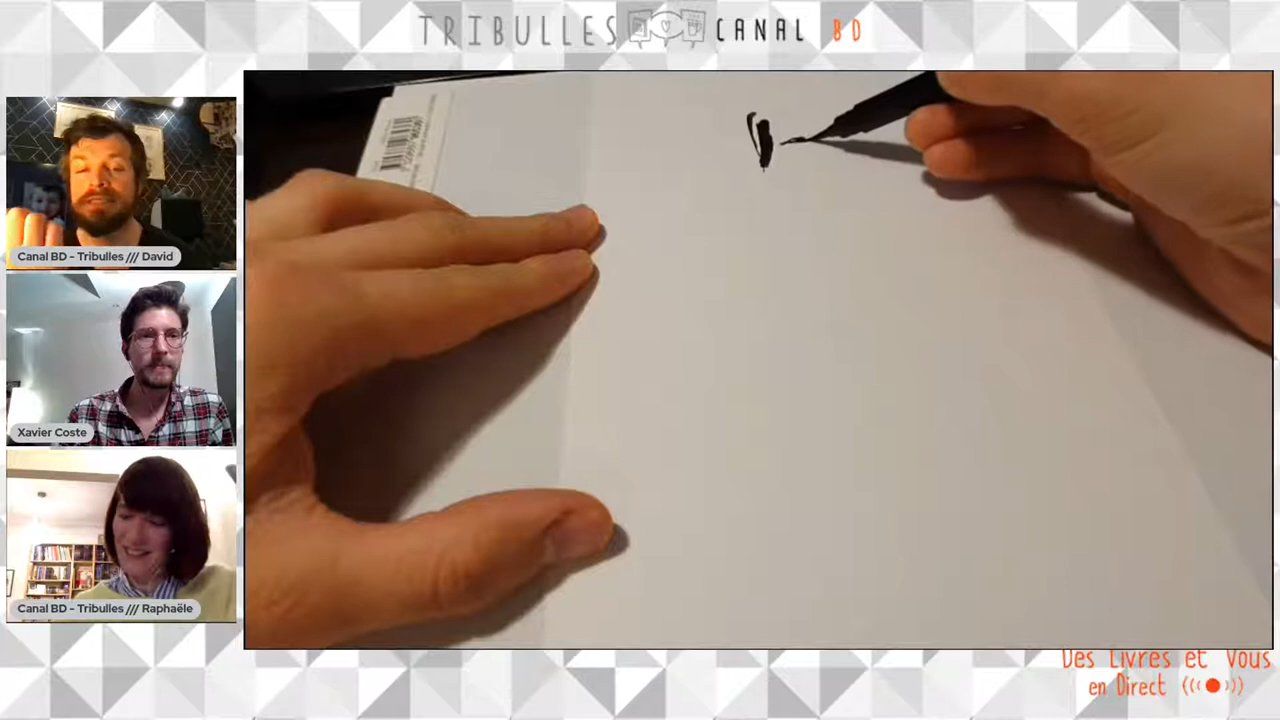 TRIBULLES CANAL BD
Canal BD - Tribulles /// David
Xavier Coste
Canal BD - Tribulles /// Raphaële
Des Livres et Vous
en Direct